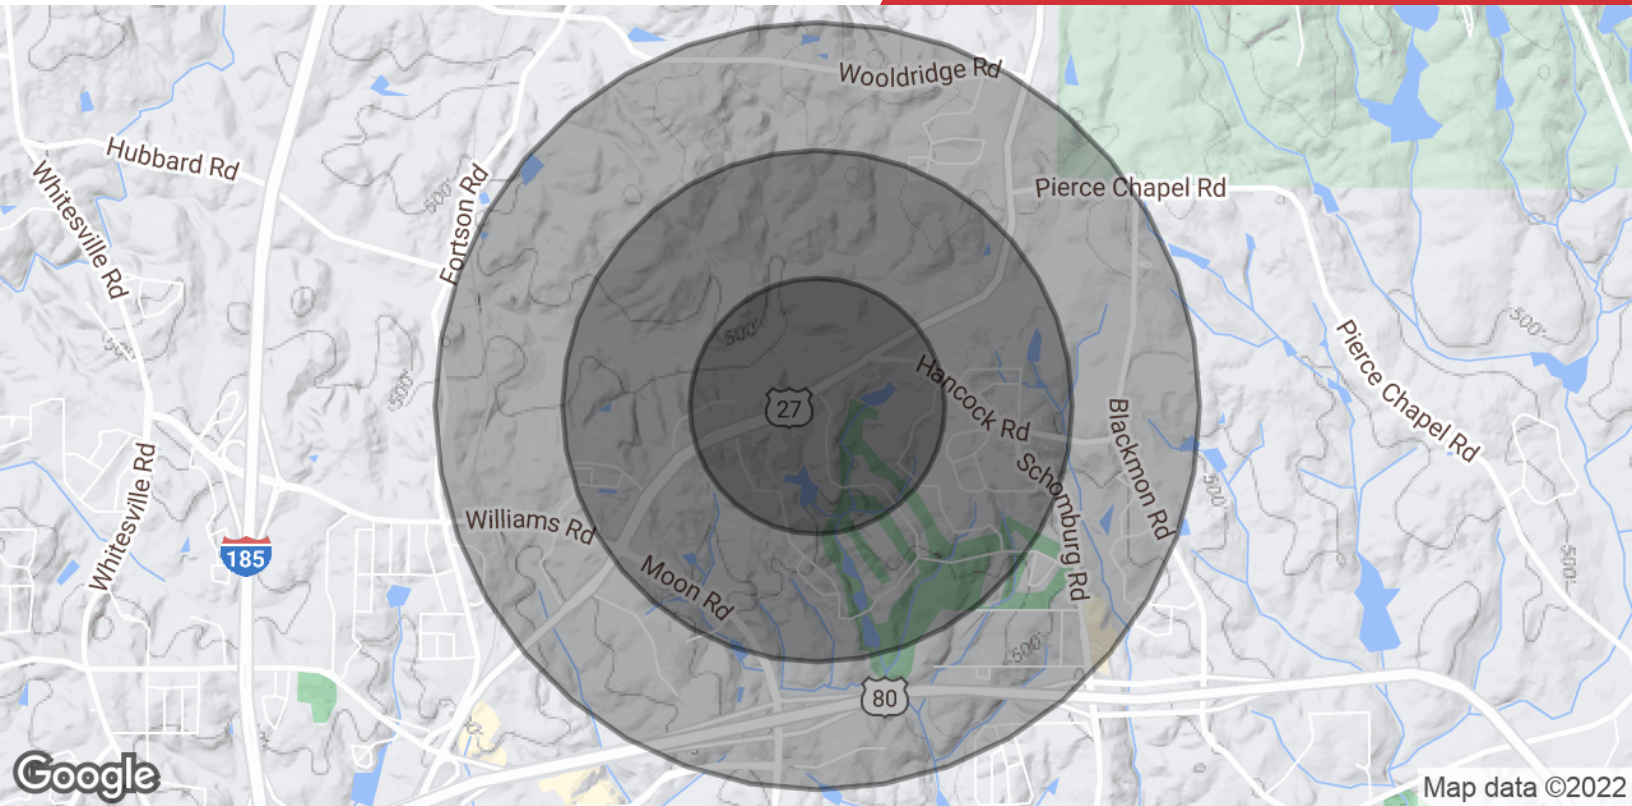 Wooldridge Rd
Hubbard Rd
Whitesville Rd
Fortson Rd
500'
Pierce Chapel Rd
500'
500'
Pierce Chapel Rd
500'
500'
27
Hancock Rd
Blackmon Rd
Schomburg Rd
Whitesville Rd
500'
Williams Rd
185
Moon Rd
500'
500'
80
Google
Map data ©2022